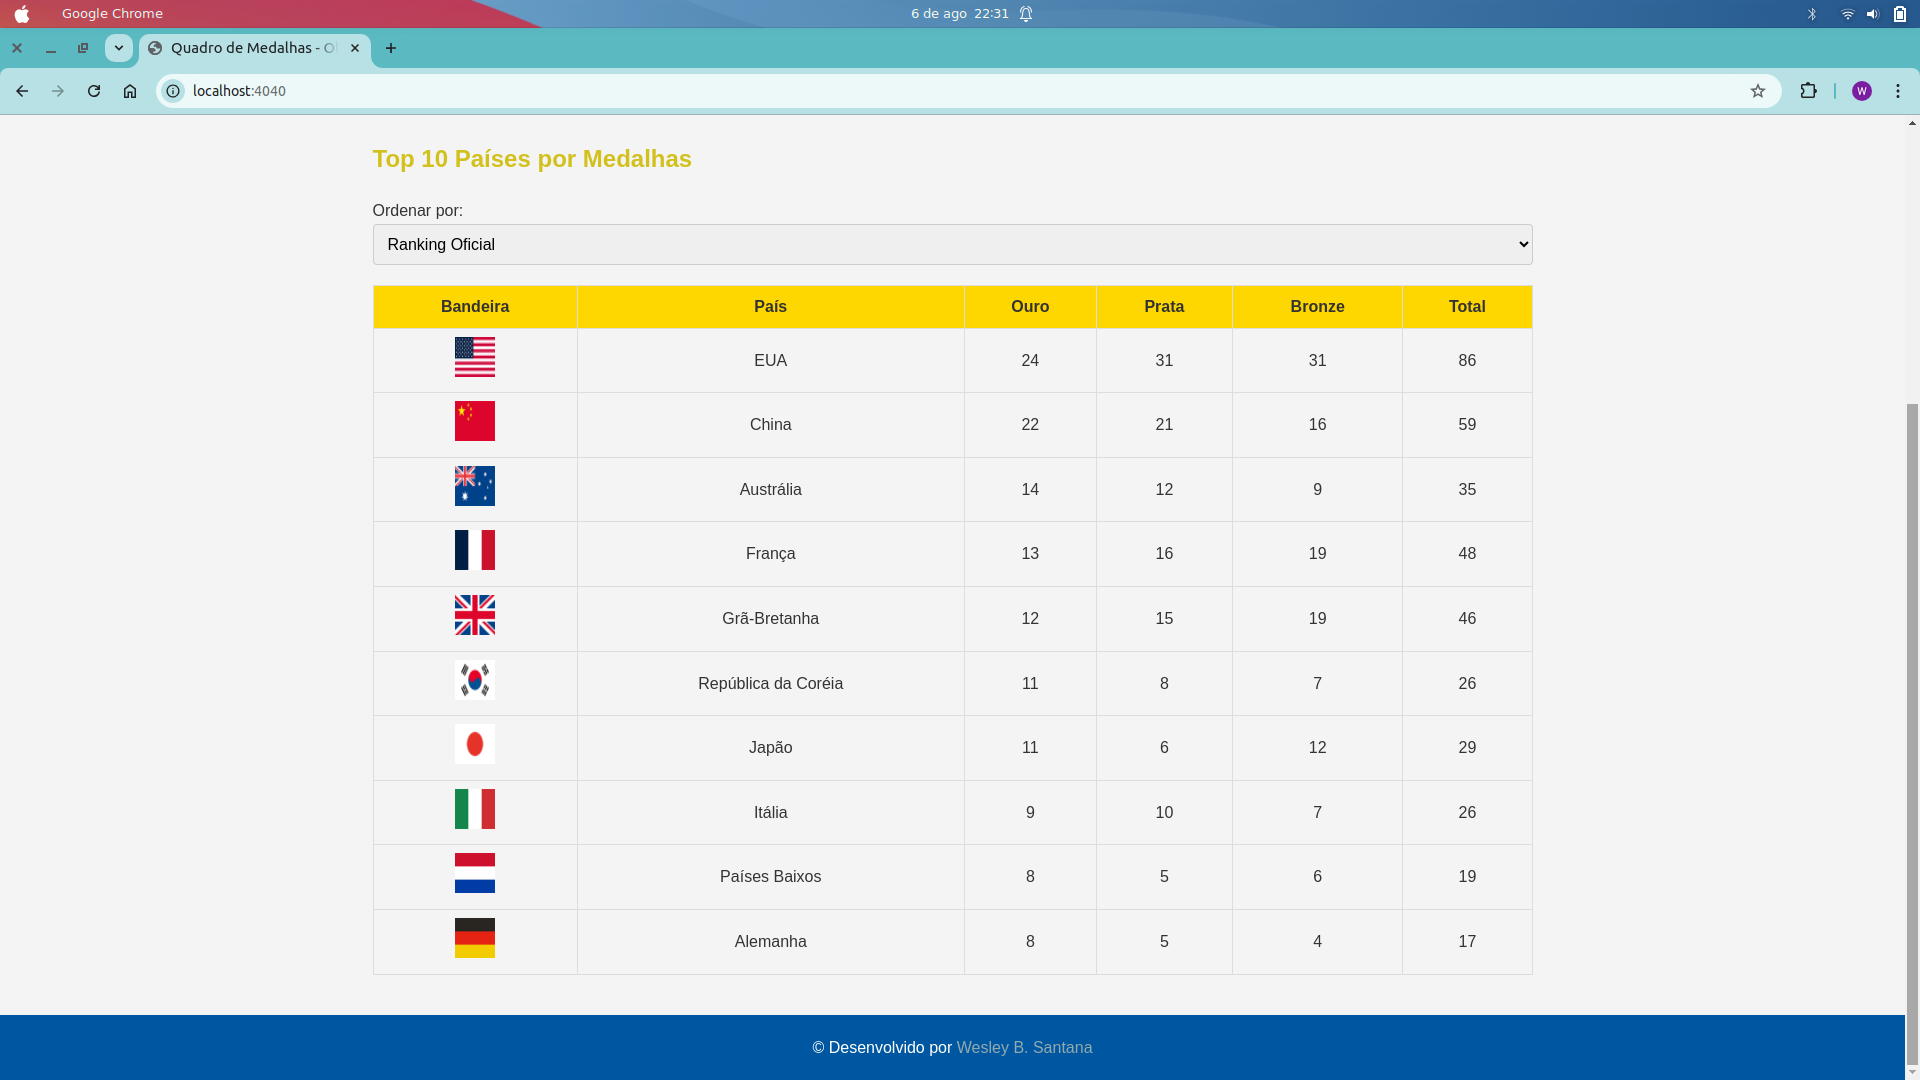 Google Chrome
6 de ago 22:31
Quadro de Medalhas - Ol
localhost:4040
W
Top 10 Países por Medalhas
Ordenar por:
Ranking Oficial
Bandeira País Ouro Prata Bronze Total
EUA 24 31 31 86
China 22 21 16 59
Austrália 14 12 9 35
França 13 16 19 48
Grã-Bretanha 12 15 19 46
República da Coréia 11 8 7 26
Japão 11 6 12 29
Itália 9 10 7 26
Países Baixos 8 5 6 19
Alemanha 8 5 4 17
© Desenvolvido por Wesley B. Santana